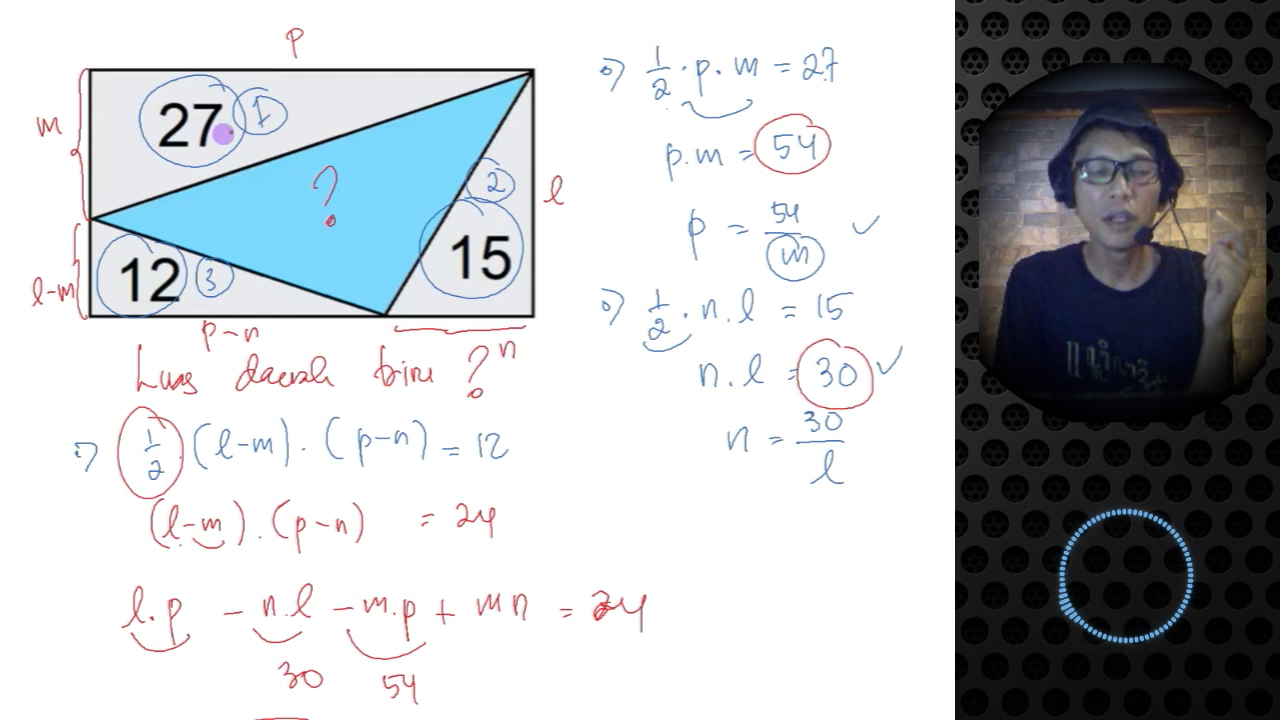 p
m
27 1
?
2
l
12 3
15
l-m
p-n
n
Luas daerah biru ?
=> 1/2 (l-m) . (p-n) = 12
(l-m) . (p-n) = 24
l.p - n.l - m.p + mn = 24
30 54
=> 1/2 . p . m = 27
p.m = 54
p = 54/m ✓
=> 1/2 . n.l = 15
n.l = 30 ✓
n = 30/l